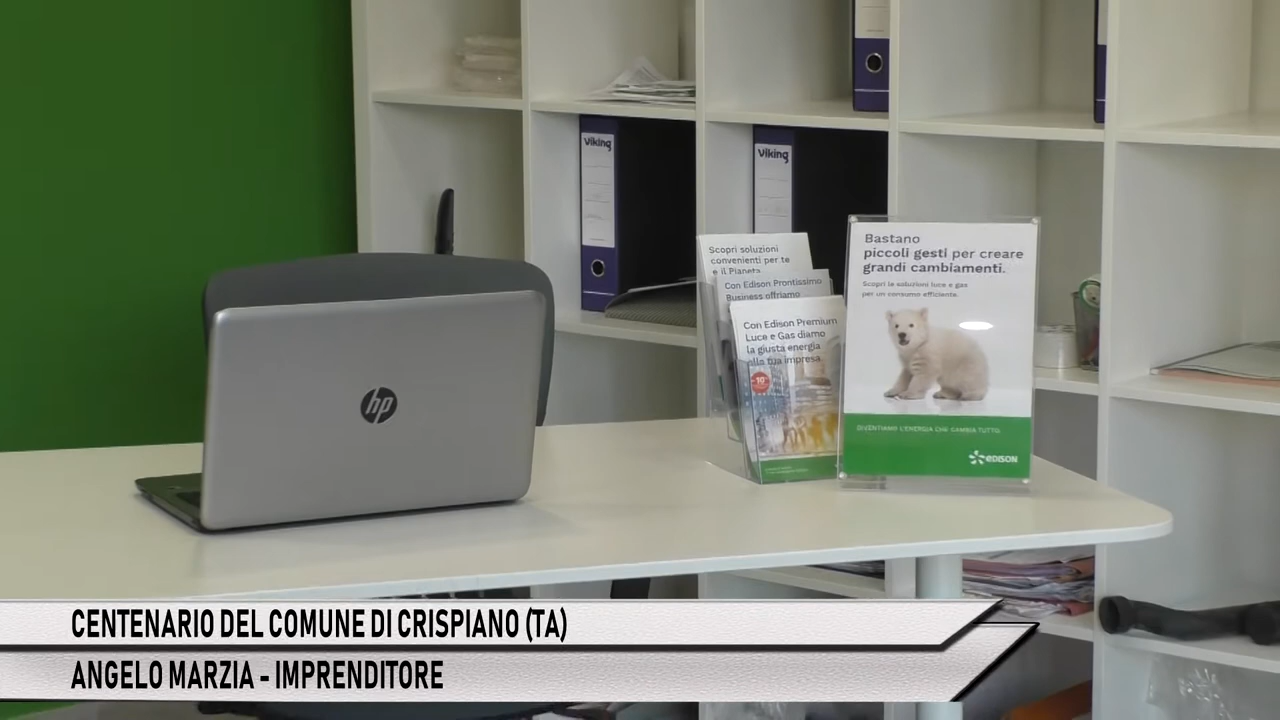 Viking
Viking
Scopri soluzioni
convenienti per te
e il Pianeta
Con Edison Prontissimo
Business offriamo
Con Edison Premium
Luce e Gas diamo
la giusta energia
alla tua impresa.
Bastano
piccoli gesti per creare
grandi cambiamenti.
Scopri le soluzioni luce e gas
per un consumo efficiente.
DIVENTIAMO L'ENERGIA CHE CAMBIA TUTTO.
EDISON
hp
CENTENARIO DEL COMUNE DI CRISPIANO (TA)
ANGELO MARZIA - IMPRENDITORE